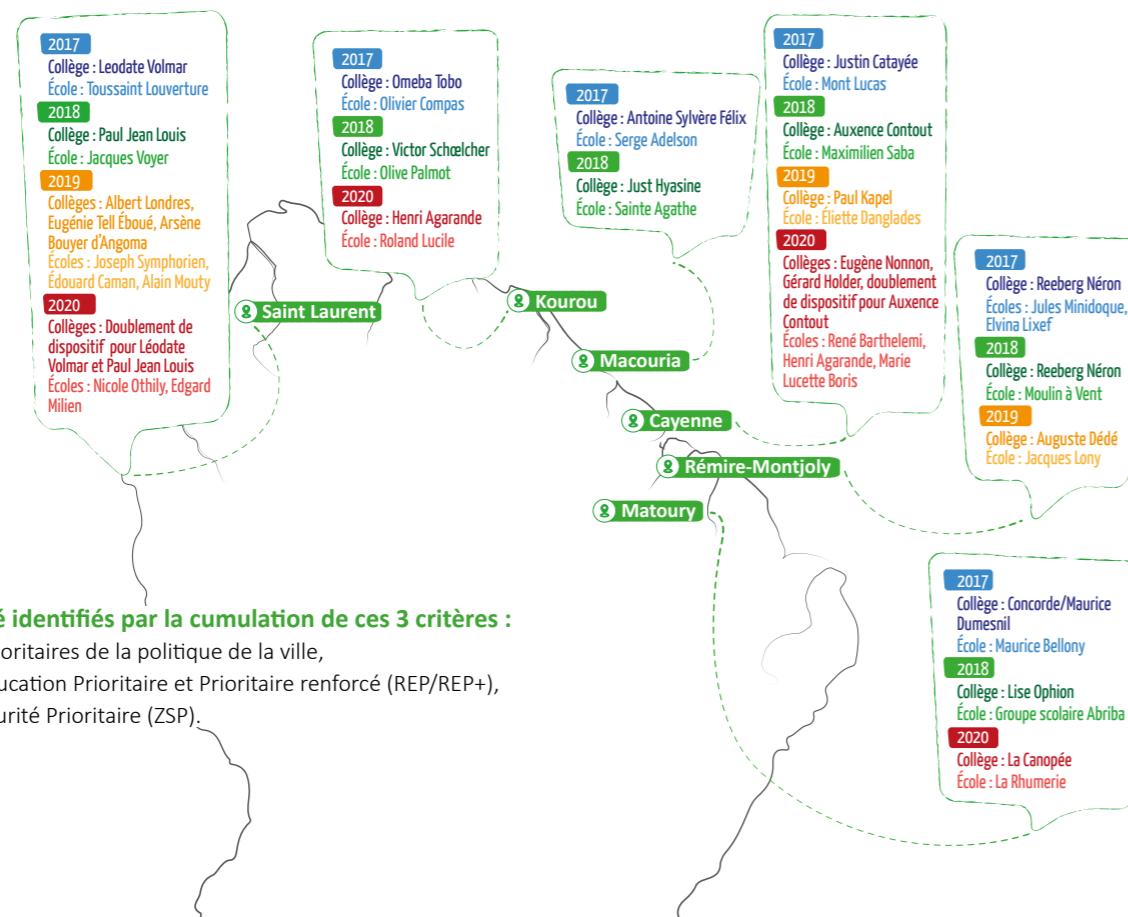 2017
Collège : Leodate Volmar
École : Toussaint Louverture
2018
Collège : Paul Jean Louis
École : Jacques Voyer
2019
Collèges : Albert Londres,
Eugénie Tell Éboué, Arsène
Bouyer d'Angoma
Écoles : Joseph Symphorien,
Édouard Caman, Alain Mouty
2020
Collèges : Doublement de
dispositif pour Léodate
Volmar et Paul Jean Louis
Écoles : Nicole Othily, Edgard
Milien
2017
Collège : Omeba Tobo
École : Olivier Compas
2018
Collège : Victor Schœlcher
École : Olive Palmot
2020
Collège : Henri Agarande
École : Roland Lucile
2017
Collège : Antoine Sylvère Félix
École : Serge Adelson
2018
Collège : Just Hyasine
École : Sainte Agathe
2017
Collège : Justin Catayée
École : Mont Lucas
2018
Collège : Auxence Contout
École : Maximilien Saba
2019
Collège : Paul Kapel
École : Éliette Danglades
2020
Collèges : Eugène Nonnon,
Gérard Holder, doublement
de dispositif pour Auxence
Contout
Écoles : René Barthelemi,
Henri Agarande, Marie
Lucette Boris
2017
Collège : Reeberg Néron
Écoles : Jules Minidoque,
Elvina Lixef
2018
Collège : Reeberg Néron
École : Moulin à Vent
2019
Collège : Auguste Dédé
École : Jacques Lony
Saint Laurent
Kourou
Macouria
Cayenne
Rémire-Montjoly
Matoury
2017
Collège : Concorde/Maurice
Dumesnil
École : Maurice Bellony
2018
Collège : Lise Ophion
École : Groupe scolaire Abriba
2020
Collège : La Canopée
École : La Rhumerie
é identifiés par la cumulation de ces 3 critères :
oritaires de la politique de la ville,
ucation Prioritaire et Prioritaire renforcé (REP/REP+),
urité Prioritaire (ZSP).